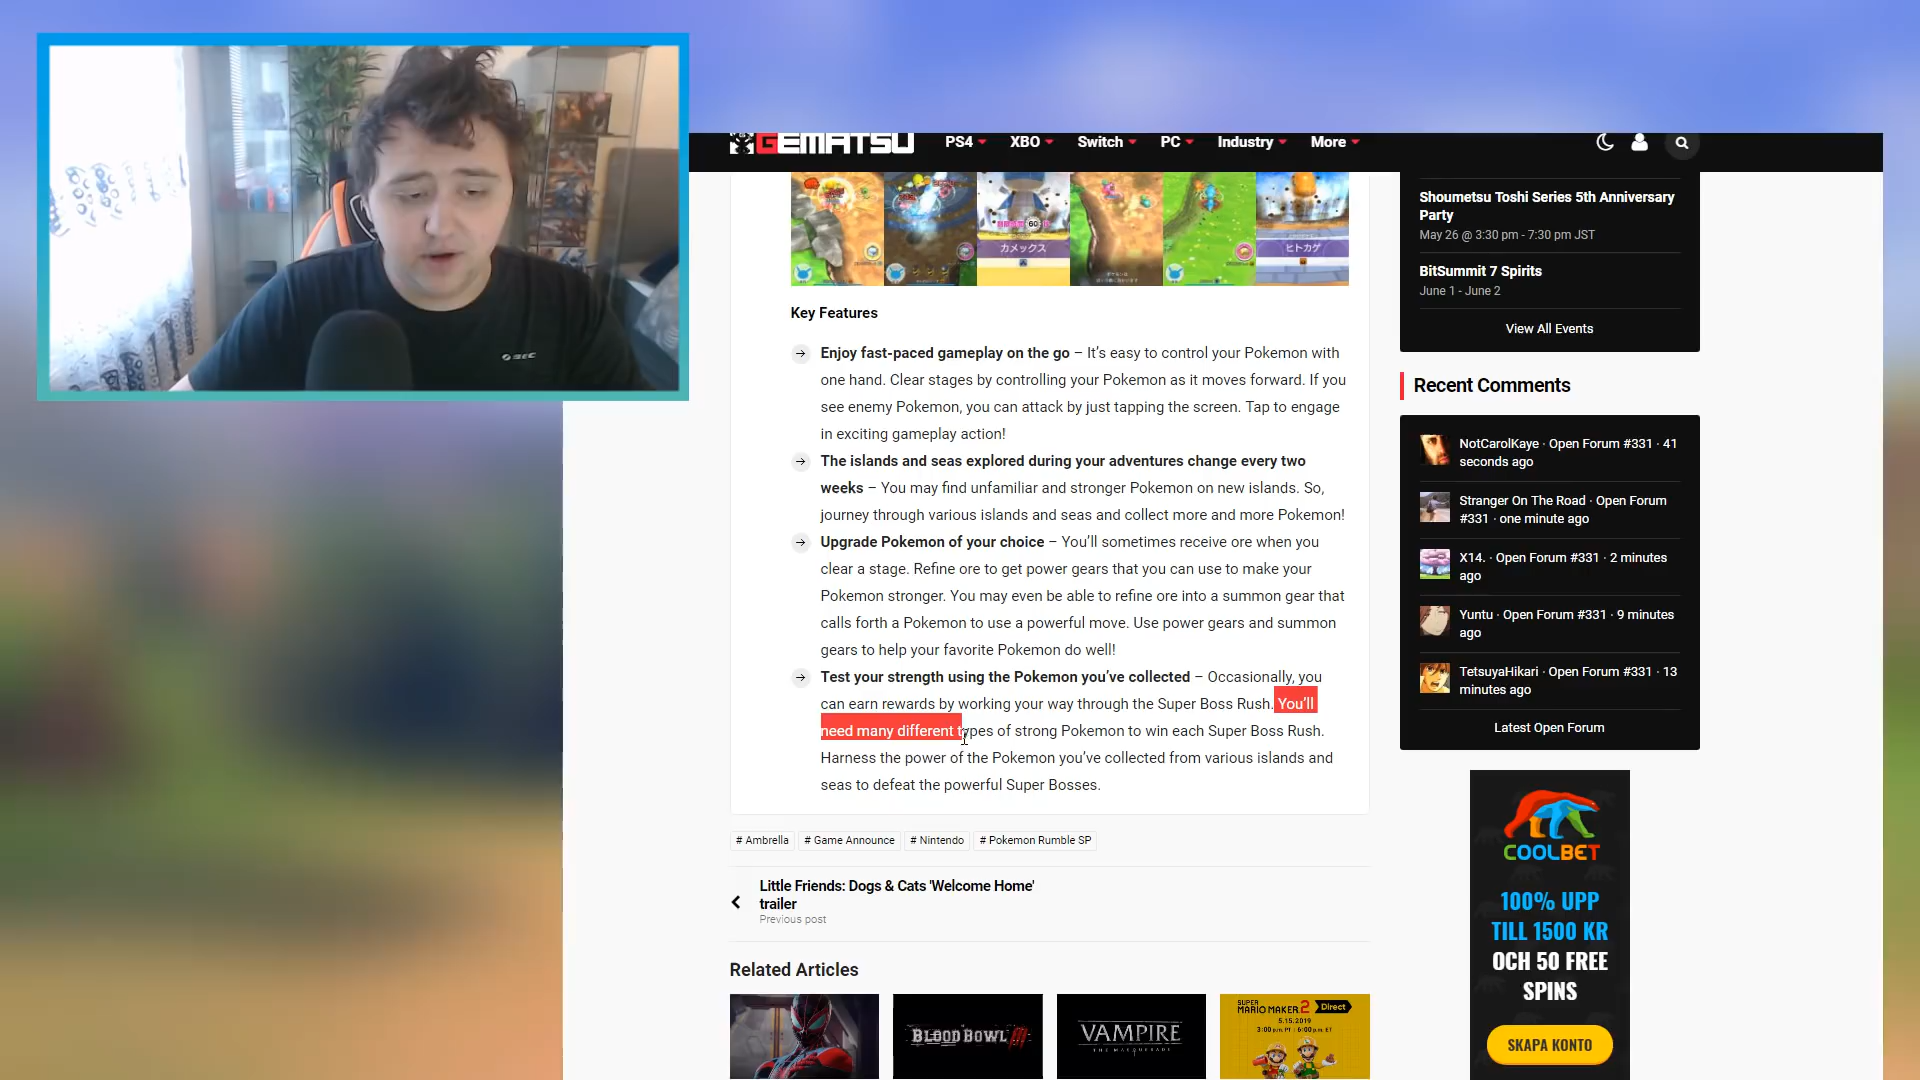 GEMATSU
PS4
XBO
Switch
PC
Industry
More
カメックス
60
ヒトカゲ
Key Features
Enjoy fast-paced gameplay on the go – It's easy to control your Pokemon with
one hand. Clear stages by controlling your Pokemon as it moves forward. If you
see enemy Pokemon, you can attack by just tapping the screen. Tap to engage
in exciting gameplay action!
The islands and seas explored during your adventures change every two
weeks – You may find unfamiliar and stronger Pokemon on new islands. So,
journey through various islands and seas and collect more and more Pokemon!
Upgrade Pokemon of your choice – You'll sometimes receive ore when you
clear a stage. Refine ore to get power gears that you can use to make your
Pokemon stronger. You may even be able to refine ore into a summon gear that
calls forth a Pokemon to use a powerful move. Use power gears and summon
gears to help your favorite Pokemon do well!
Test your strength using the Pokemon you've collected – Occasionally, you
can earn rewards by working your way through the Super Boss Rush. You'll
need many different types of strong Pokemon to win each Super Boss Rush.
Harness the power of the Pokemon you've collected from various islands and
seas to defeat the powerful Super Bosses.
# Ambrella
# Game Announce
# Nintendo
# Pokemon Rumble SP
Little Friends: Dogs & Cats 'Welcome Home'
trailer
Previous post
Related Articles
BLOOD BOWL III
VAMPIRE
THE MASQUERADE
SUPER
MARIO MAKER 2 Direct
5.15.2019
3:00 p.m. PT | 6:00 p.m. ET
Shoumetsu Toshi Series 5th Anniversary
Party
May 26 @ 3:30 pm - 7:30 pm JST
BitSummit 7 Spirits
June 1 - June 2
View All Events
Recent Comments
NotCarolKaye · Open Forum #331 · 41
seconds ago
Stranger On The Road · Open Forum
#331 · one minute ago
X14. · Open Forum #331 · 2 minutes
ago
Yuntu · Open Forum #331 · 9 minutes
ago
TetsuyaHikari · Open Forum #331 · 13
minutes ago
Latest Open Forum
COOLBET
100% UPP
TILL 1500 KR
OCH 50 FREE
SPINS
SKAPA KONTO